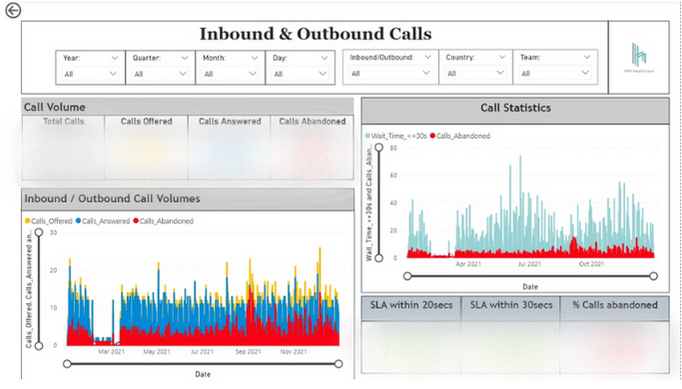 Inbound & Outbound Calls
Year: Quarter: Month: Day: Inbound/Outbound: Country: Team:
All All All All All All All
Call Volume
Total Calls Calls Offered Calls Answered Calls Abandoned
Inbound / Outbound Call Volumes
Calls_Offered Calls_Answered Calls_Abandoned
Calls_Offered, Calls_Answered an...
30
20
10
0
Mar 2021 May 2021 Jul 2021 Sep 2021 Nov 2021
Date
Call Statistics
Wait_Time_<=30s Calls_Abandoned
Wait_Time_<=30s and Calls_Aban...
80
60
40
20
0
Apr 2021 Jul 2021 Oct 2021
Date
SLA within 20secs SLA within 30secs % Calls abandoned